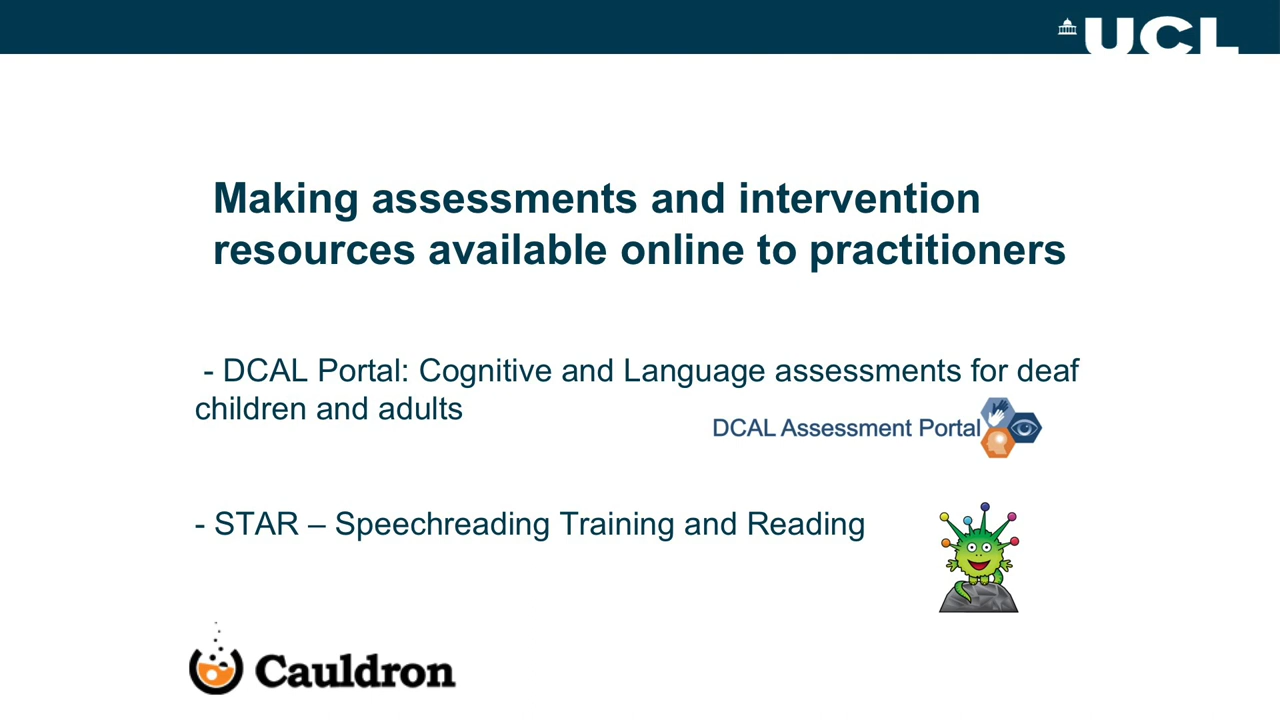 UCL
Making assessments and intervention
resources available online to practitioners
- DCAL Portal: Cognitive and Language assessments for deaf
children and adults
DCAL Assessment Portal
- STAR – Speechreading Training and Reading
Cauldron